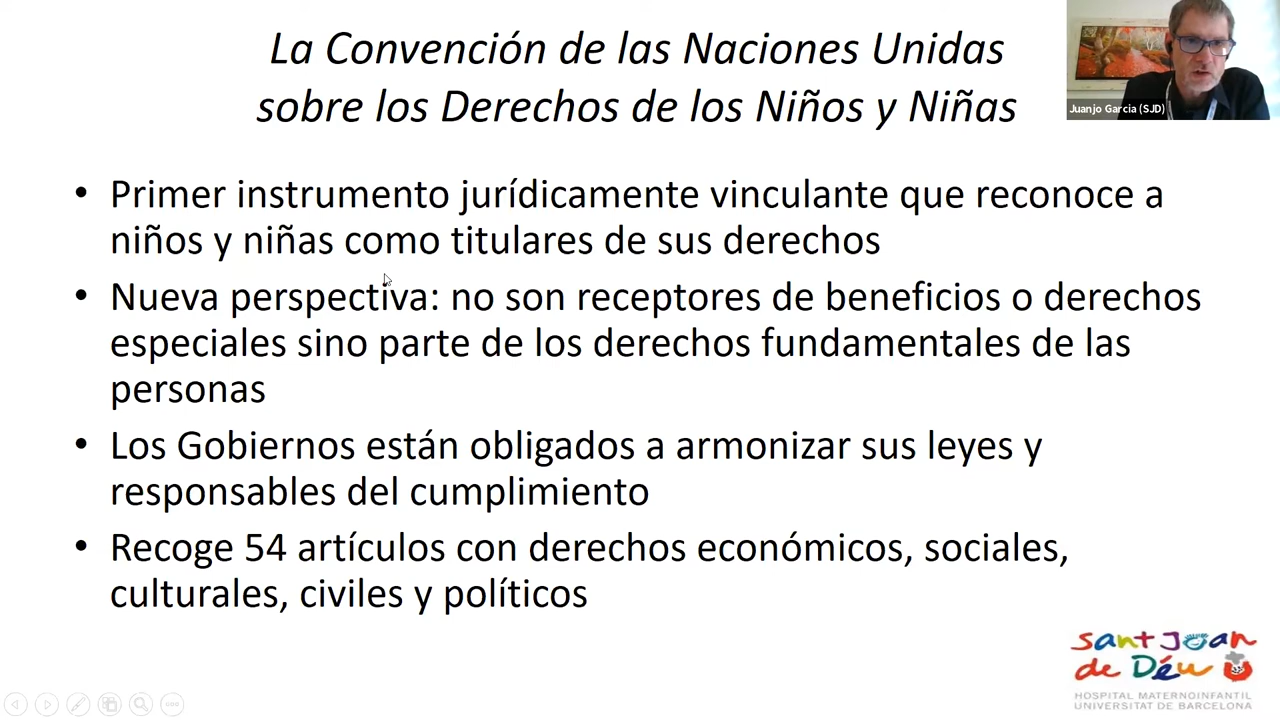 La Convención de las Naciones Unidas
sobre los Derechos de los Niños y Niñas
Juanjo Garcia (SJD)
• Primer instrumento jurídicamente vinculante que reconoce a
niños y niñas como titulares de sus derechos
• Nueva perspectiva: no son receptores de beneficios o derechos
especiales sino parte de los derechos fundamentales de las
personas
• Los Gobiernos están obligados a armonizar sus leyes y
responsables del cumplimiento
• Recoge 54 artículos con derechos económicos, sociales,
culturales, civiles y políticos
Sant Joan
de Déu
HOSPITAL MATERNOINFANTIL
UNIVERSITAT DE BARCELONA